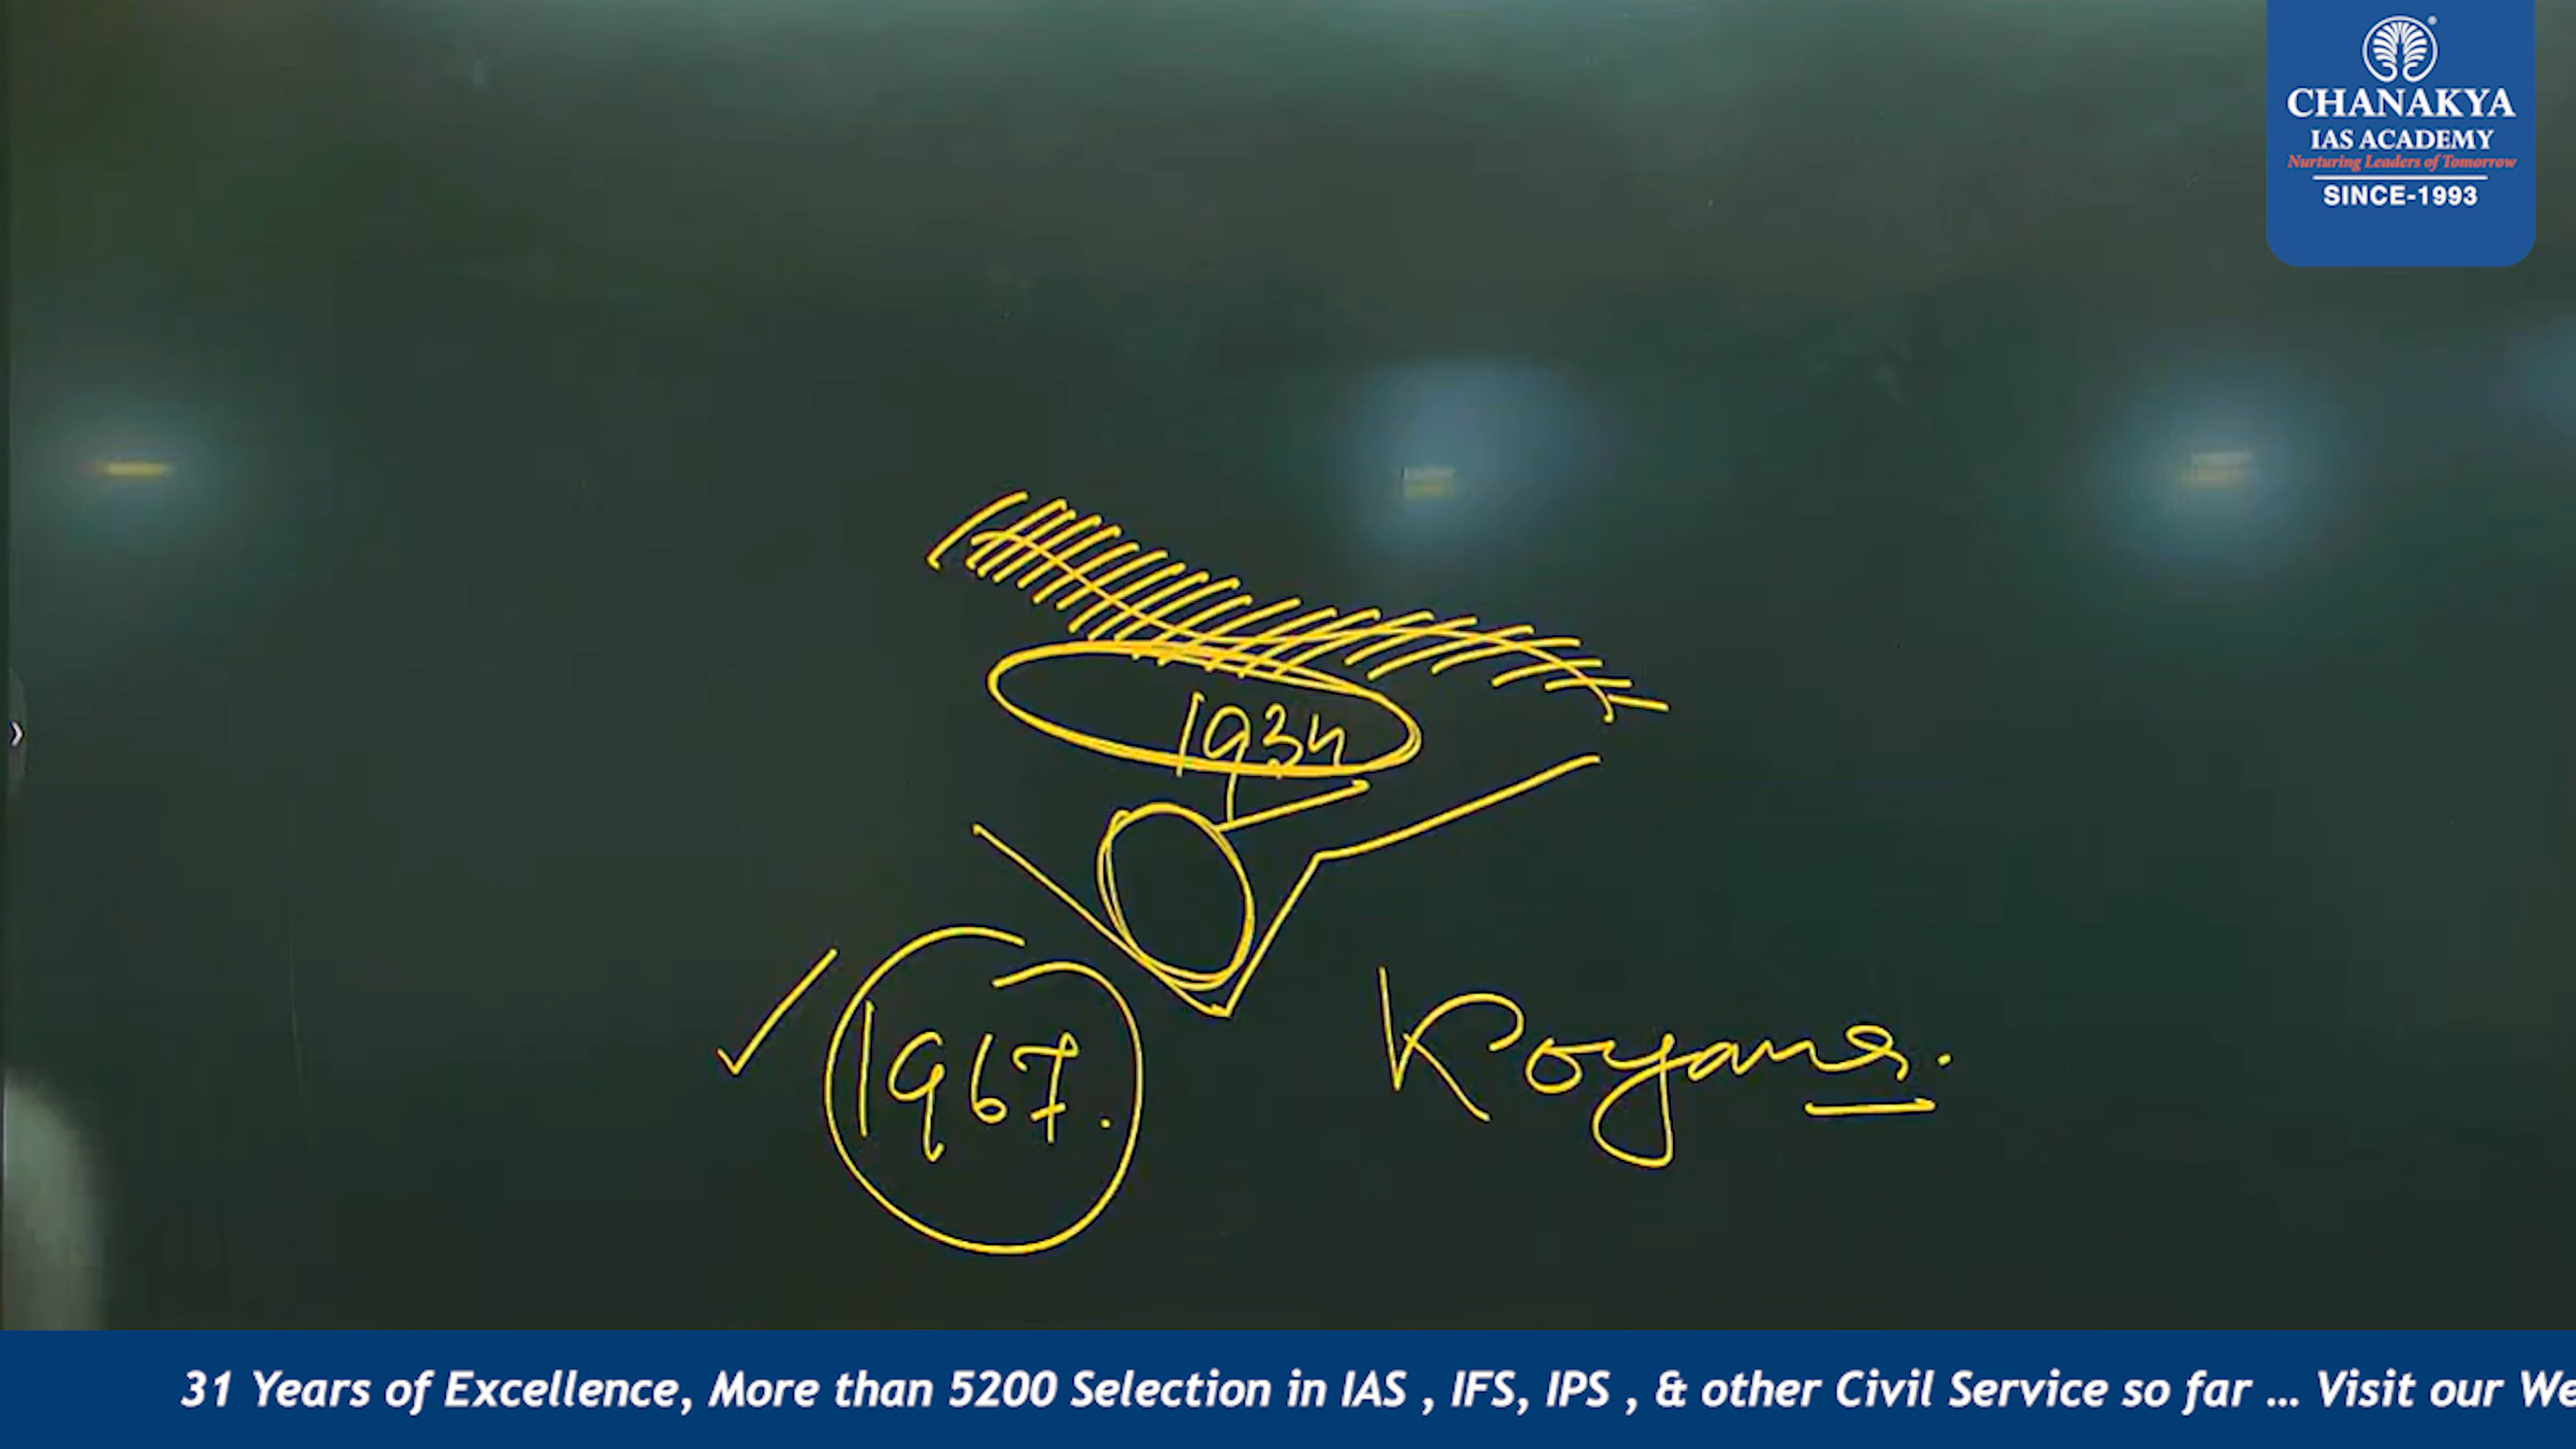 CHANAKYA
IAS ACADEMY
Nurturing Leaders of Tomorrow
SINCE-1993
1934
1967.
Koyana.
31 Years of Excellence, More than 5200 Selection in IAS , IFS, IPS , & other Civil Service so far ... Visit our We